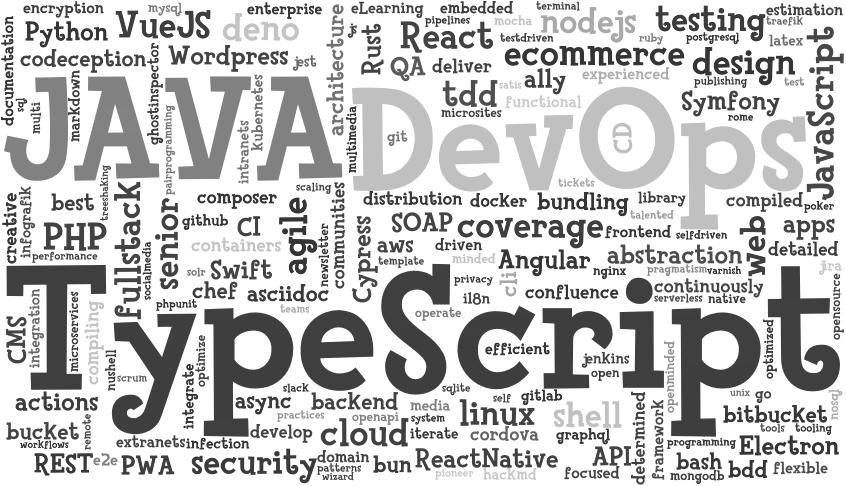 encryption
mysql
enterprise
eLearning
embedded
terminal
estimation
Python
VueJS
deno
architecture
js
pipelines
mocha
nodejs
testing
traefik
documentation
codeception
Wordpress
jest
Rust
React
testdriven
ruby
postgresql
latex
JavaScript
QA
deliver
ecommerce
design
sql
multi
markdown
ghostinspector
kubernetes
tdd
satis
ally
experienced
publishing
test
JAVA
DevOps
functional
Symfony
microsites
rome
pairprogramming
intranets
multimedia
git
tickets
creative
infografik
best
treeshaking
fullstack
senior
composer
scaling
communities
distribution
docker
bundling
library
talented
compiled
poker
PHP
performance
github
CI
agile
newsletter
SOAP
coverage
frontend
selfdriven
web
apps
containers
Cypress
aws
driven
abstraction
detailed
socialmedia
solr
Swift
template
minded
Angular
nginx
pragmatism
varnish
jira
chef
asciidoc
privacy
cli
confluence
continuously
serverless
native
opensource
CMS
integration
microservices
compiling
phpunit
teams
operate
i18n
TypeScript
nushell
scrum
optimize
integrate
efficient
jenkins
open
openminded
optimized
actions
async
slack
backend
sqlite
self
gitlab
determined
unix
go
nosql
practices
openapi
media
system
linux
shell
framework
bitbucket
bucket
workflows
remote
extranets
infection
develop
cloud
iterate
cordova
graphql
programming
tools
tooling
Electron
REST
e2e
PWA
security
domain
patterns
wizard
bun
ReactNative
pioneer
hackmd
focused
API
bash
mongodb
bdd
flexible